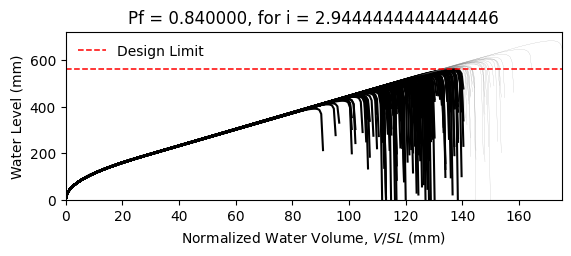 Pf = 0.840000, for i = 2.9444444444444446
Design Limit
Water Level (mm)
600
400
200
0
0 20 40 60 80 100 120 140 160
Normalized Water Volume, V/SL (mm)